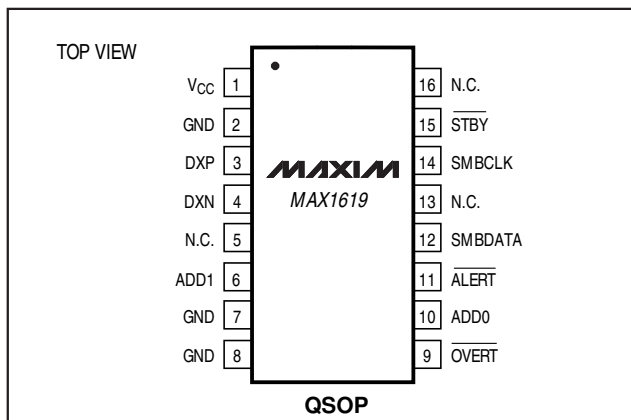 TOP VIEW
VCC 1
GND 2
DXP 3
DXN 4
N.C. 5
ADD1 6
GND 7
GND 8
MAXIM
MAX1619
16 N.C.
15 STBY
14 SMBCLK
13 N.C.
12 SMBDATA
11 ALERT
10 ADD0
9 OVERT
QSOP